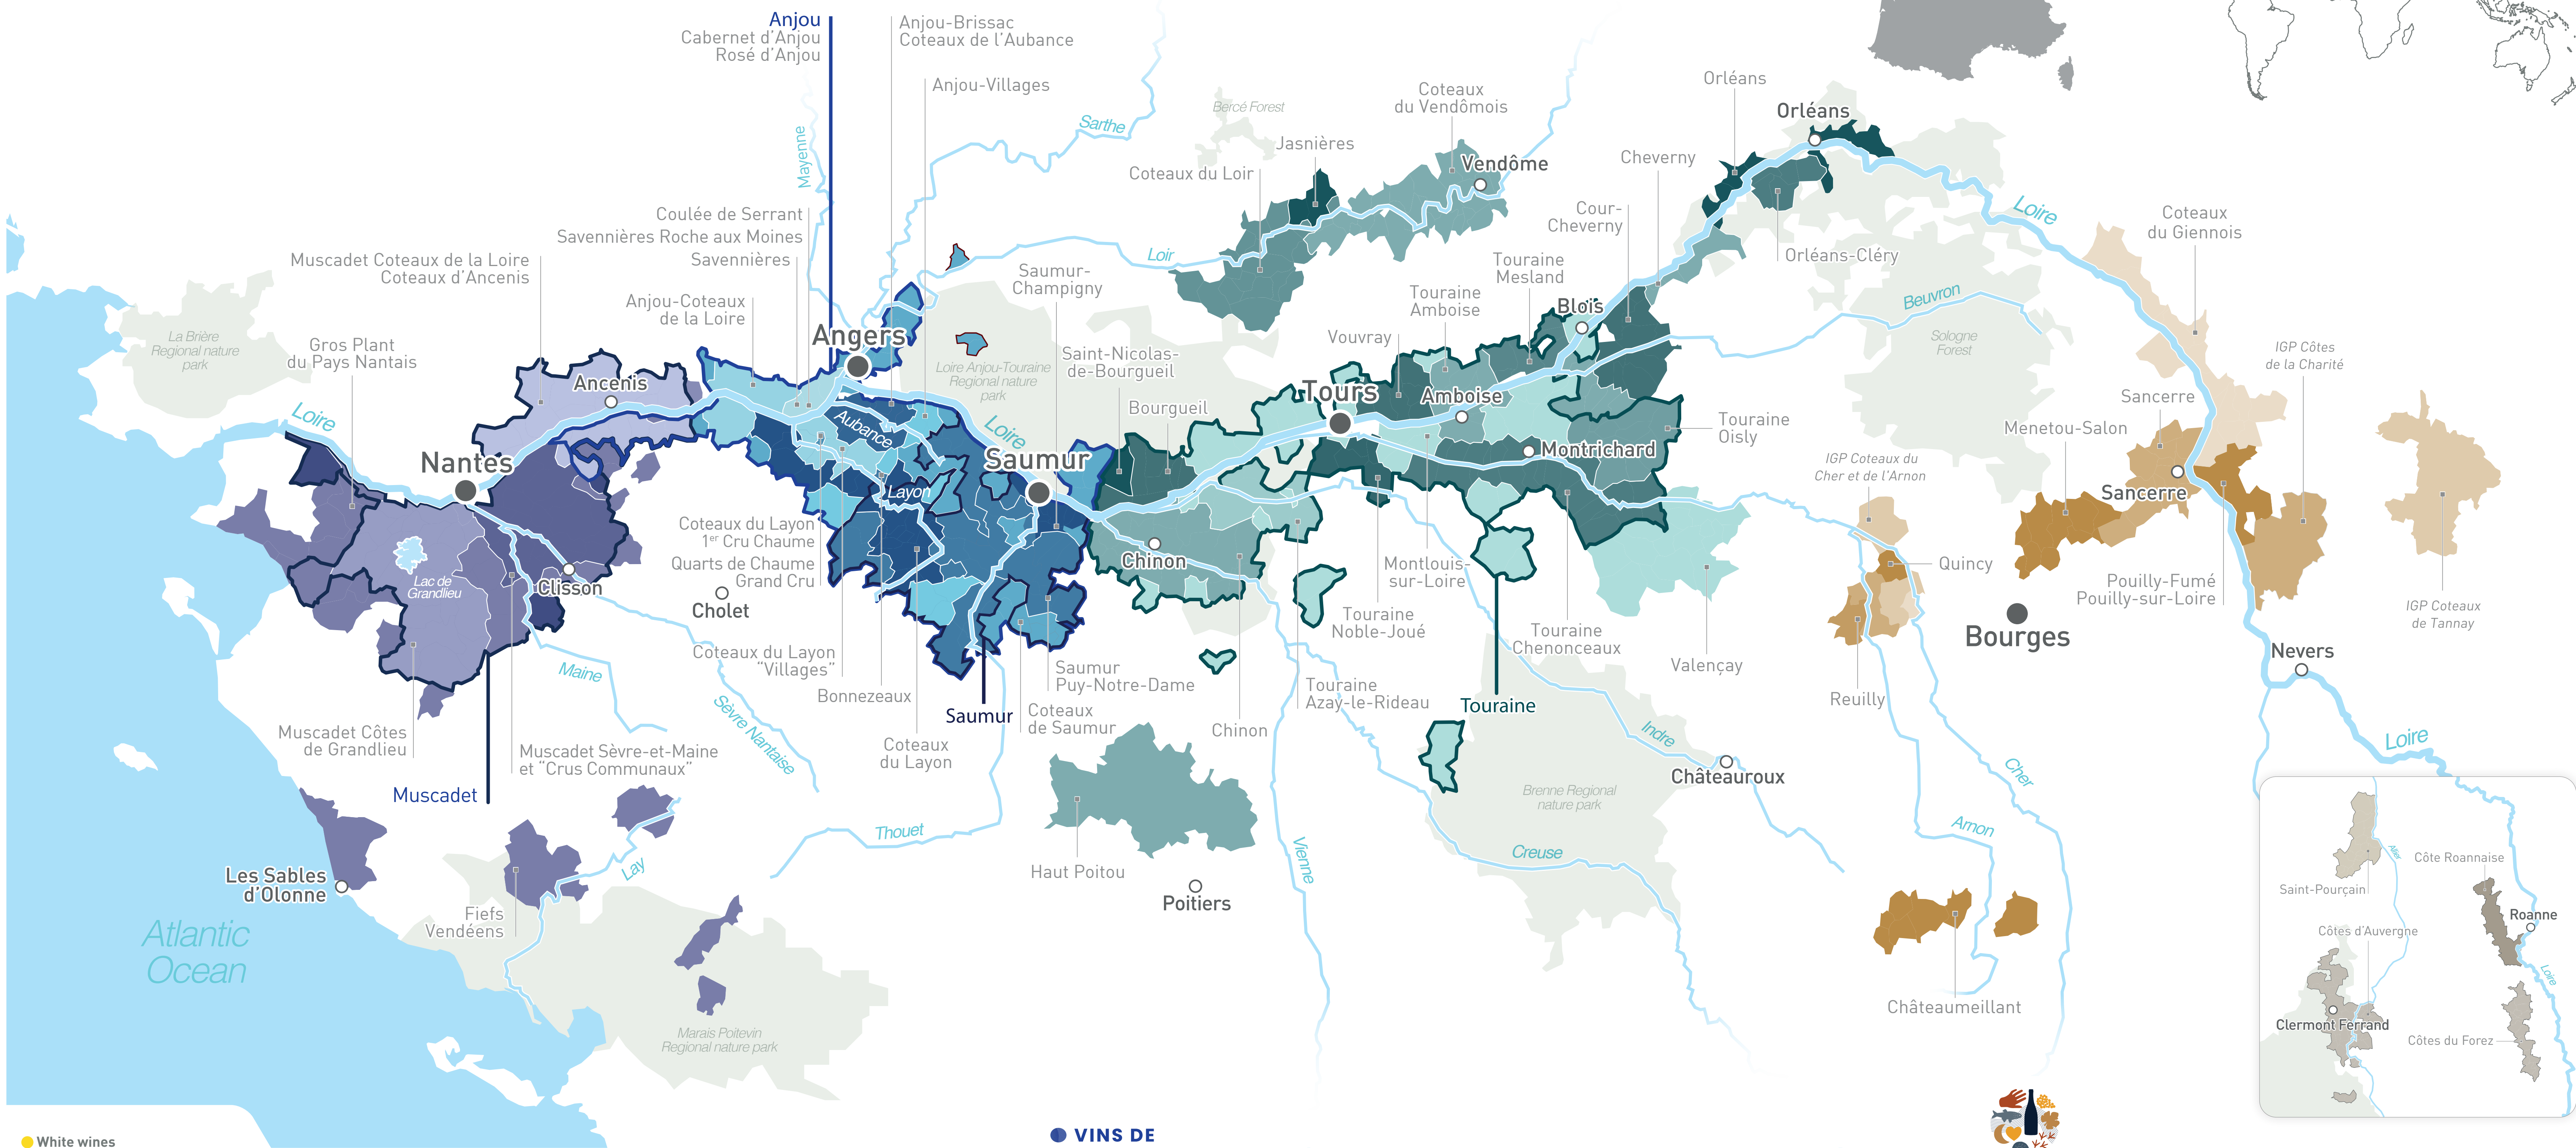 Anjou
Cabernet d'Anjou
Rosé d'Anjou
Anjou-Brissac
Coteaux de l'Aubance
Anjou-Villages
Mayenne
Sarthe
Bercé Forest
Jasnières
Coteaux du Loir
Coteaux
du Vendômois
Vendôme
Cheverny
Cour-
Cheverny
Orléans
Orléans
Orléans-Cléry
Loire
Coteaux
du Giennois
Coulée de Serrant
Savennières Roche aux Moines
Savennières
Muscadet Coteaux de la Loire
Coteaux d'Ancenis
Anjou-Coteaux
de la Loire
Gros Plant
du Pays Nantais
La Brière
Regional nature
park
Loir
Saumur-
Champigny
Angers
Loire Anjou-Touraine
Regional nature
park
Saint-Nicolas-
de-Bourgueil
Bourgueil
Vouvray
Touraine
Amboise
Touraine
Mesland
Blois
Beuvron
Sologne
Forest
IGP Côtes
de la Charité
Ancenis
Loire
Nantes
Aubance
Loire
Saumur
Layon
Tours
Amboise
Montrichard
Touraine
Oisly
Menetou-Salon
Sancerre
Sancerre
IGP Coteaux du
Cher et de l'Arnon
Quincy
Pouilly-Fumé
Pouilly-sur-Loire
IGP Coteaux
de Tannay
Lac de
Grandlieu
Clisson
Cholet
Coteaux du Layon
1er Cru Chaume
Quarts de Chaume
Grand Cru
Coteaux du Layon
"Villages"
Bonnezeaux
Coteaux
du Layon
Saumur
Saumur
Puy-Notre-Dame
Coteaux
de Saumur
Chinon
Chinon
Touraine
Azay-le-Rideau
Touraine
Noble-Joué
Montlouis-
sur-Loire
Touraine
Touraine
Chenonceaux
Valençay
Reuilly
Bourges
Nevers
Loire
Maine
Sèvre Nantaise
Muscadet Côtes
de Grandlieu
Muscadet
Muscadet Sèvre-et-Maine
et "Crus Communaux"
Thouet
Haut Poitou
Poitiers
Vienne
Creuse
Indre
Châteauroux
Brenne Regional
nature park
Cher
Arnon
Châteaumeillant
Les Sables
d'Olonne
Lay
Fiefs
Vendéens
Atlantic
Ocean
Marais Poitevin
Regional nature park
Allier
Saint-Pourçain
Côte Roannaise
Roanne
Côtes d'Auvergne
Loire
Clermont Ferrand
Côtes du Forez
White wines
VINS DE